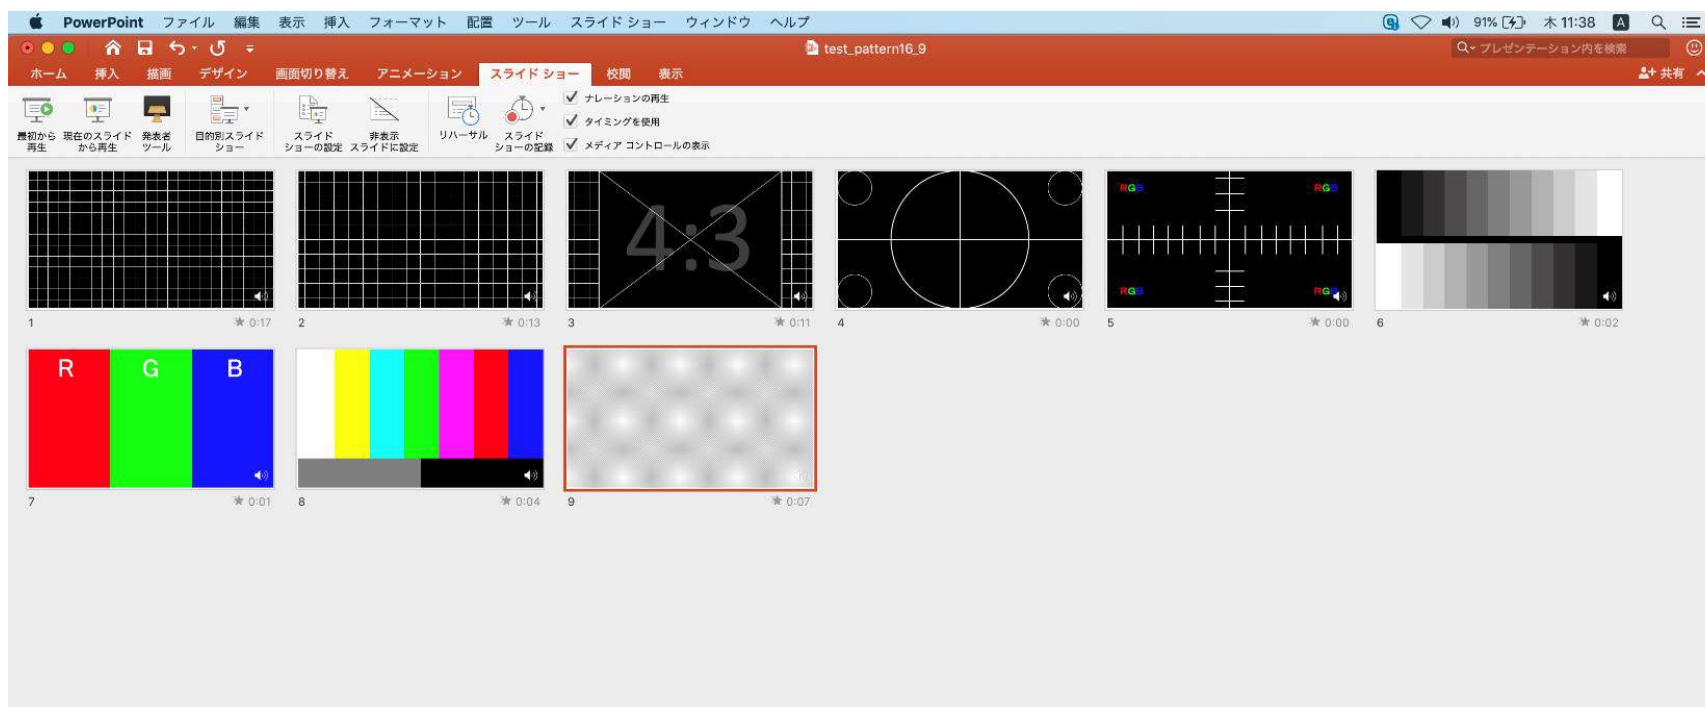 PowerPoint ファイル 編集 表示 挿入 フォーマット 配置 ツール スライド ショー ウィンドウ ヘルプ 91% 木 11:38 A
test_pattern16_9 プレゼンテーション内を検索
ホーム 挿入 描画 デザイン 画面切り替え アニメーション スライド ショー 校閲 表示 共有
最初から再生
現在のスライドから再生
発表者ツール
目的別スライドショー
スライドショーの設定
非表示スライドに設定
リハーサル
スライドショーの記録
ナレーションの再生
タイミングを使用
メディア コントロールの表示
4:3
RGB RGB
RGB RGB
1 0:17 2 0:13 3 0:11 4 0:00 5 0:00 6 0:02
R G B
7 0:01 8 0:04 9 0:07